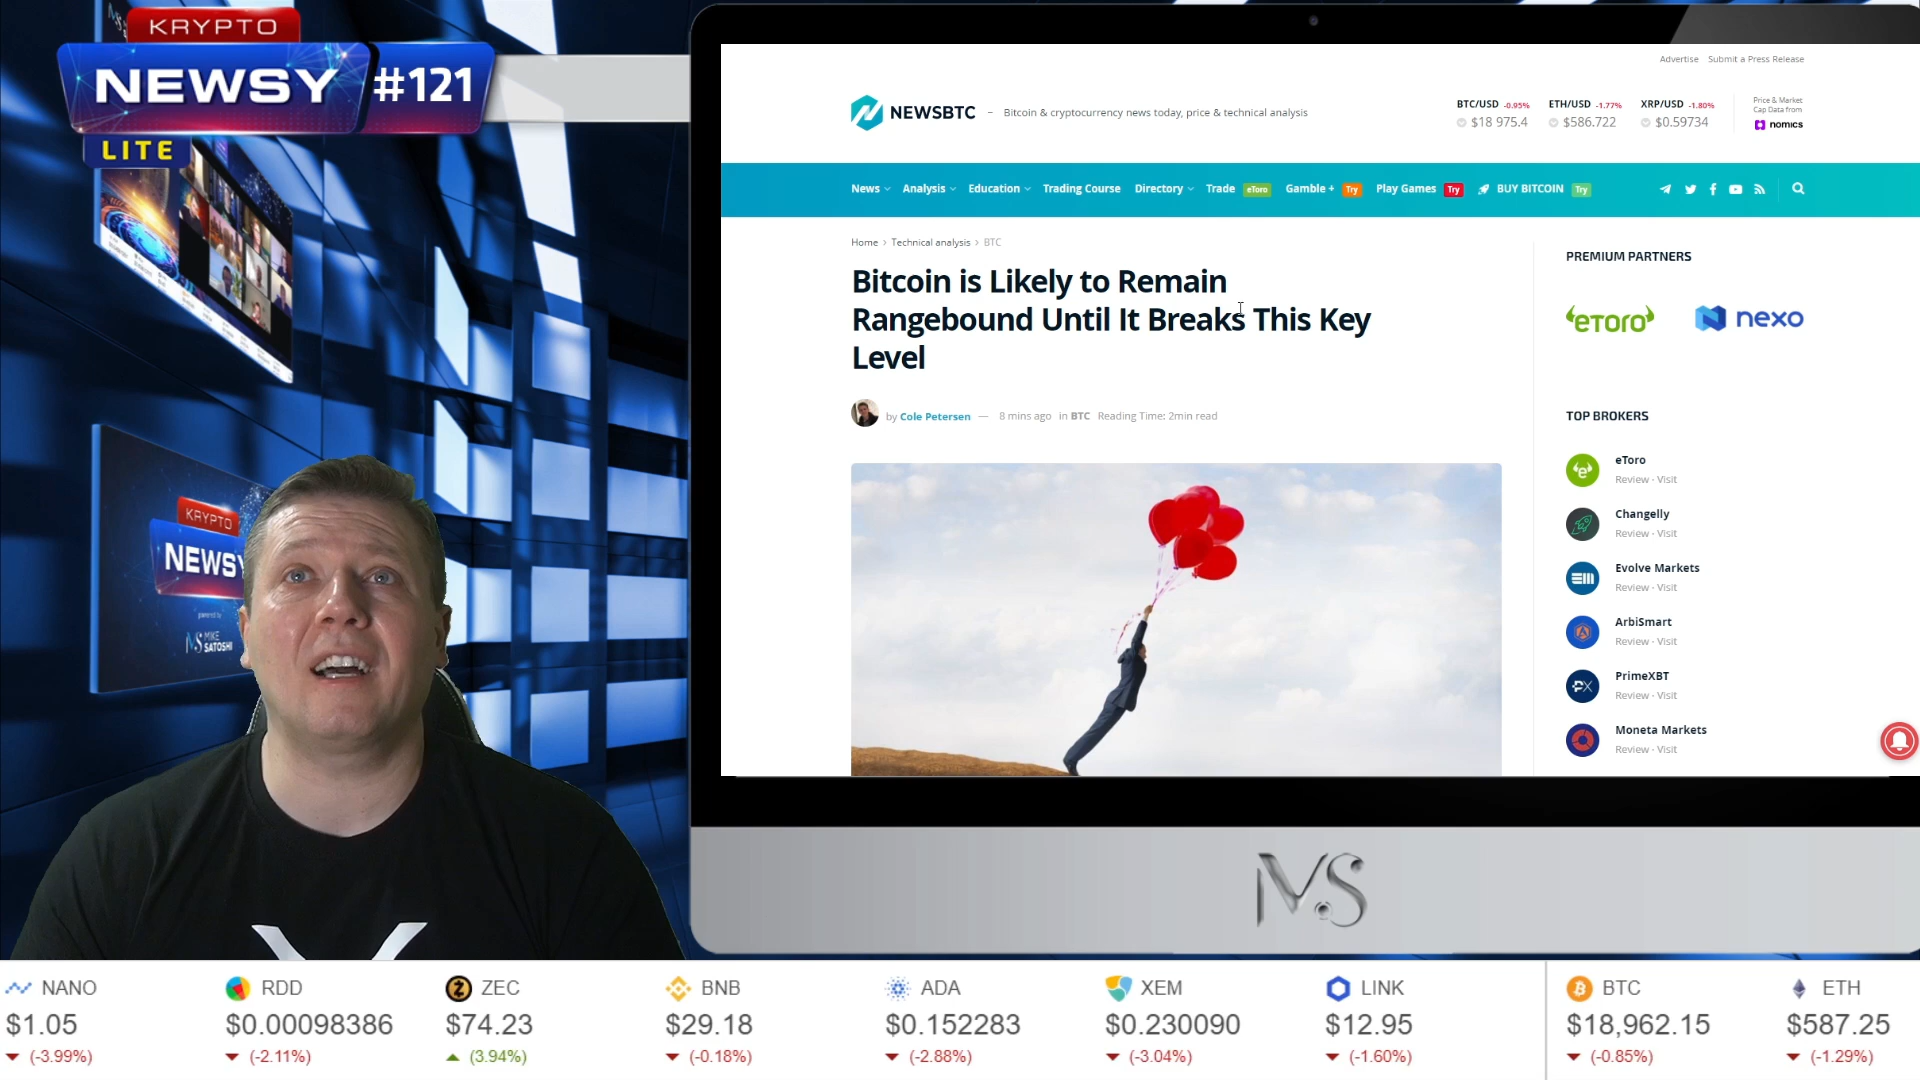 KRYPTO
NEWSY #121
LITE
KRYPTO
NEWSY
powered by
MIKE
SATOSHI
Advertise Submit a Press Release
NEWSBTC – Bitcoin & cryptocurrency news today, price & technical analysis
BTC/USD -0.95% ETH/USD -1.77% XRP/USD -1.80%
$18 975.4 $586.722 $0.59734
Price & Market
Cap Data from
nomics
News Analysis Education Trading Course Directory Trade eToro Gamble + Try Play Games Try BUY BITCOIN Try
Home > Technical analysis > BTC
Bitcoin is Likely to Remain
Rangebound Until It Breaks This Key
Level
by Cole Petersen — 8 mins ago in BTC Reading Time: 2min read
PREMIUM PARTNERS
eToro nexo
TOP BROKERS
eToro
Review · Visit
Changelly
Review · Visit
Evolve Markets
Review · Visit
ArbiSmart
Review · Visit
PrimeXBT
Review · Visit
Moneta Markets
Review · Visit
MS
NANO RDD ZEC BNB ADA XEM LINK BTC ETH
$1.05 $0.00098386 $74.23 $29.18 $0.152283 $0.230090 $12.95 $18,962.15 $587.25
(-3.99%) (-2.11%) (3.94%) (-0.18%) (-2.88%) (-3.04%) (-1.60%) (-0.85%) (-1.29%)